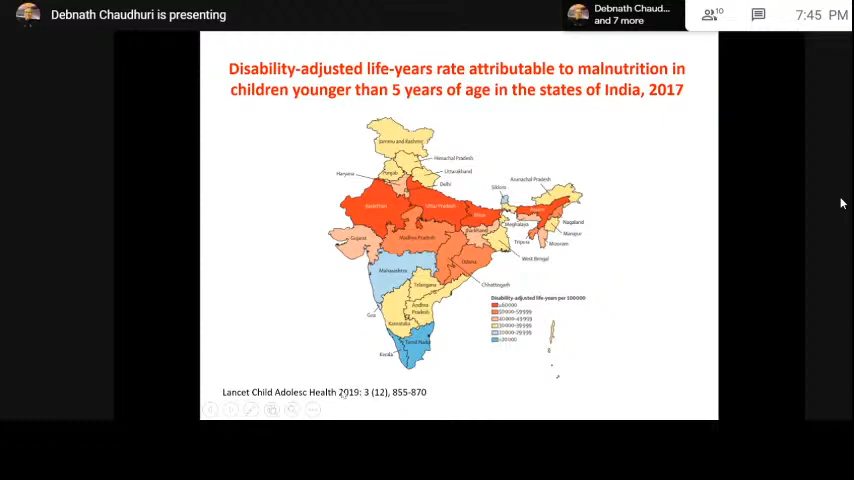 Debnath Chaudhuri is presenting
Debnath Chaud...
and 7 more
10
7:45 PM
Disability-adjusted life-years rate attributable to malnutrition in
children younger than 5 years of age in the states of India, 2017
Jammu and Kashmir
Himachal Pradesh
Punjab
Uttarakhand
Haryana
Delhi
Arunachal Pradesh
Sikkim
Rajasthan
Uttar Pradesh
Bihar
Assam
Nagaland
Meghalaya
Manipur
Gujarat
Madhya Pradesh
Jharkhand
Tripura
Mizoram
West Bengal
Odisha
Maharashtra
Chhattisgarh
Telangana
Goa
Andhra
Pradesh
Karnataka
Tamil Nadu
Kerala
Disability-adjusted life-years per 100000
Lancet Child Adolesc Health 2019: 3 (12), 855-870